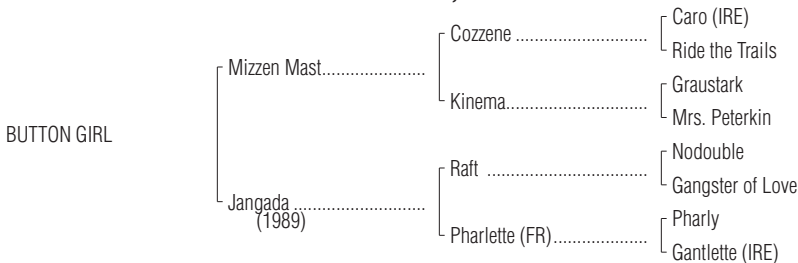 Caro (IRE)
Cozzene ..............................
Ride the Trails
Mizzen Mast.......................
Graustark
Kinema................................
Mrs. Peterkin
BUTTON GIRL
Nodouble
Raft ....................................
Gangster of Love
Jangada .............................
(1989)
Pharly
Pharlette (FR).....................
Gantlette (IRE)